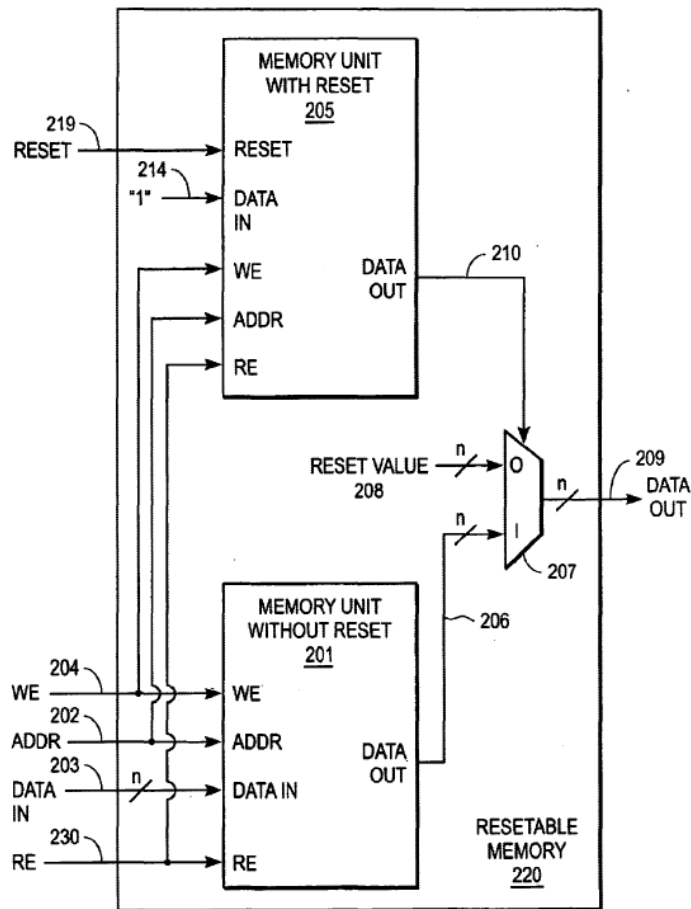 MEMORY UNIT
WITH RESET
205
219
RESET
RESET
214
"1"
DATA
IN
WE
DATA
OUT
210
ADDR
RE
n
RESET VALUE
208
O
n
209
DATA
OUT
n
I
207
206
MEMORY UNIT
WITHOUT RESET
201
204
WE
WE
202
ADDR
ADDR
DATA
OUT
203
DATA
IN
n
DATA IN
230
RE
RE
RESETABLE
MEMORY
220